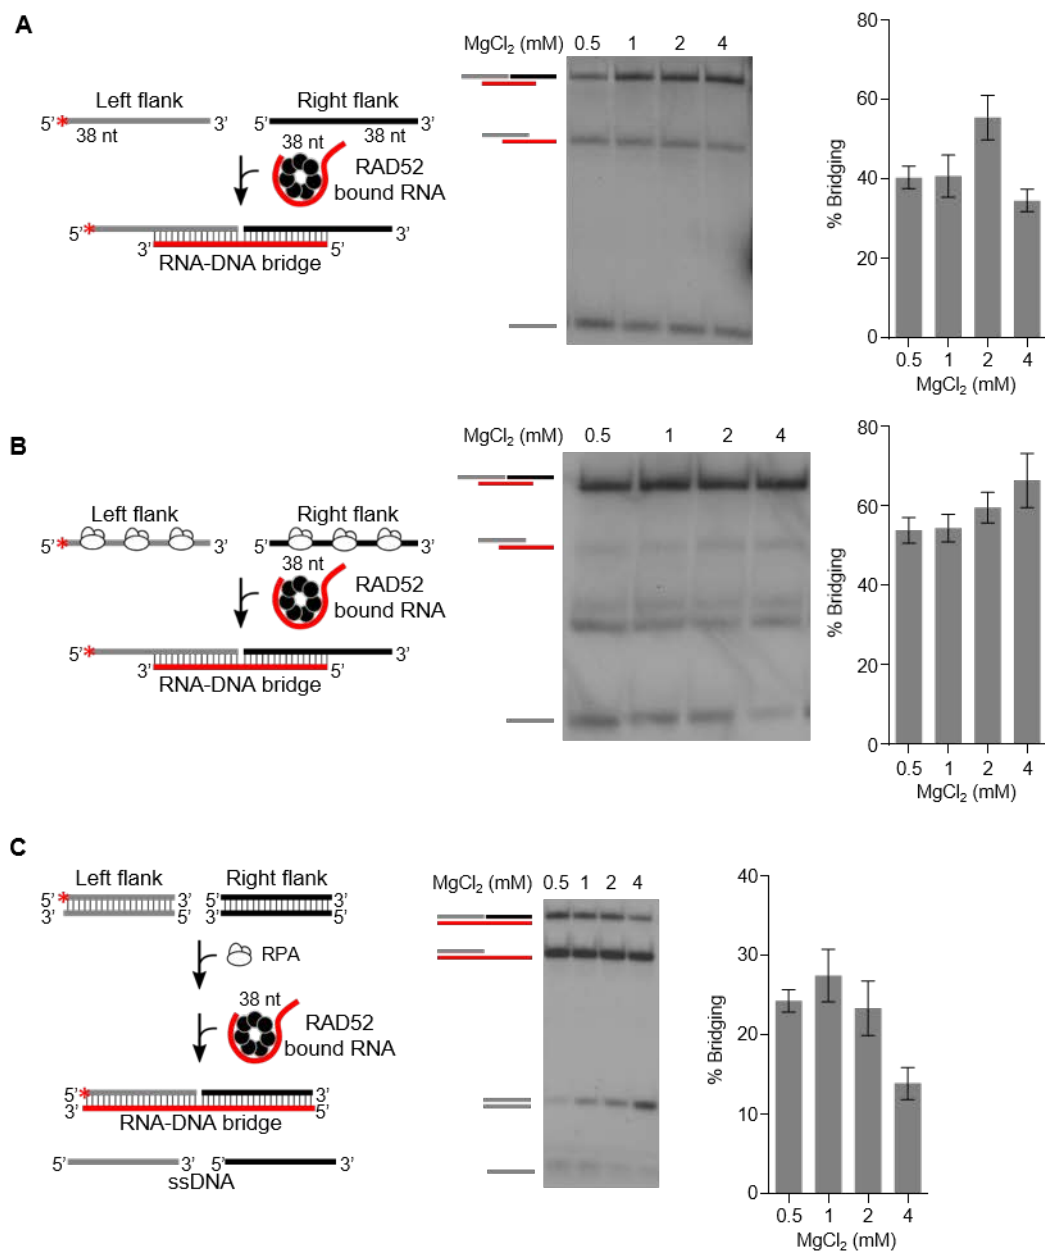 A
MgCl2 (mM) 0.5 1 2 4
Left flank Right flank
5' * 3' 5' 3'
38 nt 38 nt 38 nt
RAD52
bound RNA
5' * 3'
3' 5'
RNA-DNA bridge
% Bridging
80
60
40
20
0
0.5 1 2 4
MgCl2 (mM)
B
MgCl2 (mM) 0.5 1 2 4
Left flank Right flank
5' * 3' 5' 3'
38 nt
RAD52
bound RNA
5' * 3'
3' 5'
RNA-DNA bridge
% Bridging
80
60
40
20
0
0.5 1 2 4
MgCl2 (mM)
C
MgCl2 (mM) 0.5 1 2 4
Left flank Right flank
5' * 3' 5' 3'
3' 5' 3' 5'
RPA
38 nt
RAD52
bound RNA
5' * 3'
3' 5'
RNA-DNA bridge
5' 3' 5' 3'
ssDNA
% Bridging
40
30
20
10
0
0.5 1 2 4
MgCl2 (mM)